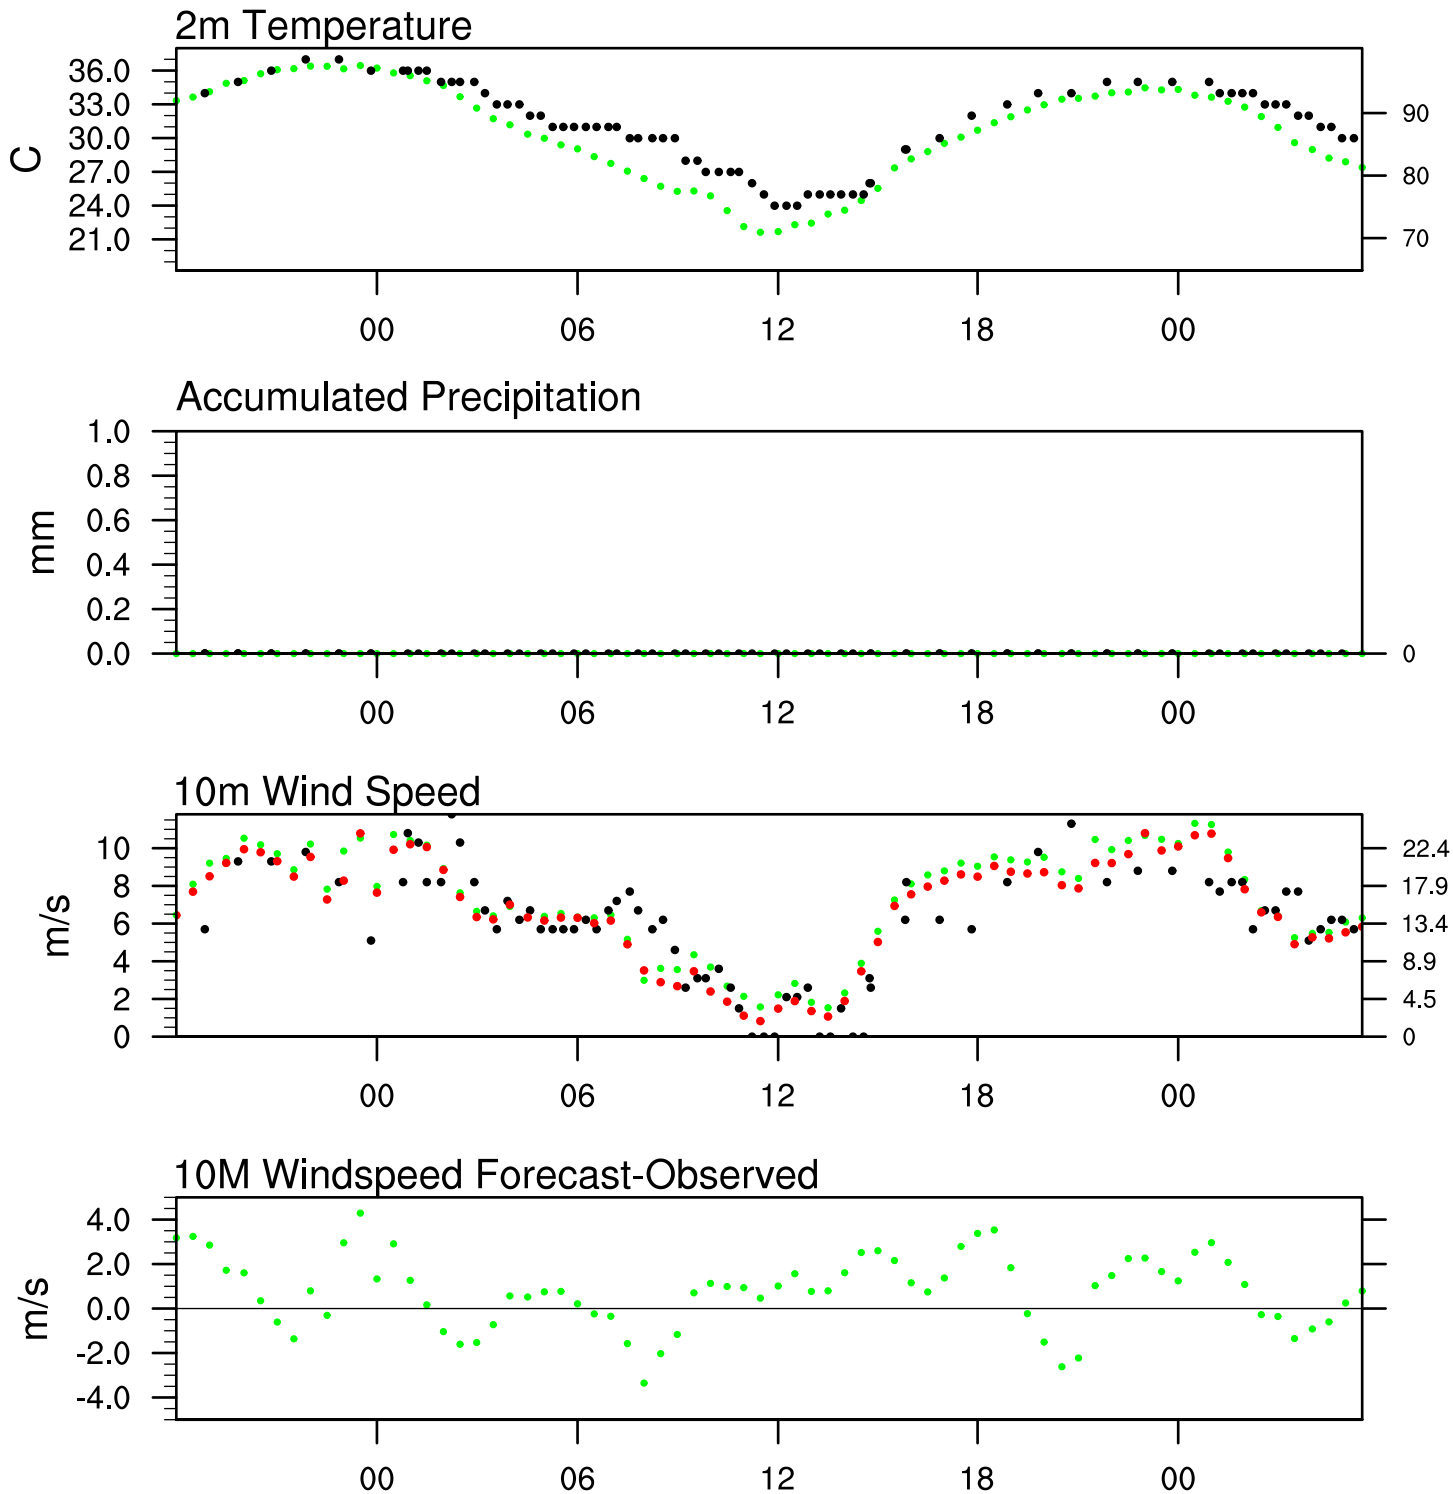 2m Temperature
36.0
33.0
30.0
27.0
24.0
21.0
C
90
80
70
00 06 12 18 00
Accumulated Precipitation
1.0
0.8
0.6
0.4
0.2
0.0
mm
0
00 06 12 18 00
10m Wind Speed
10
8
6
4
2
0
m/s
22.4
17.9
13.4
8.9
4.5
0
00 06 12 18 00
10M Windspeed Forecast-Observed
4.0
2.0
0.0
-2.0
-4.0
m/s
00 06 12 18 00